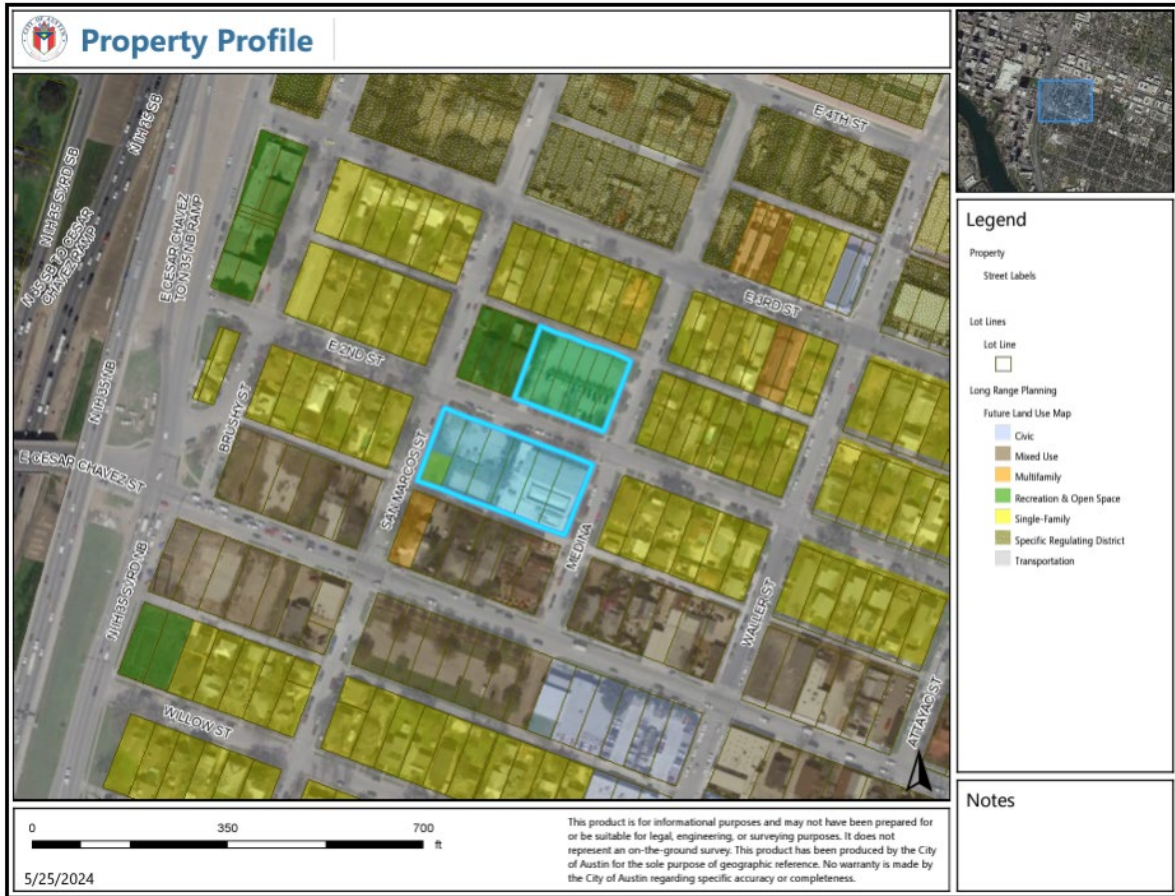 Property Profile
N IH 35 SVRD SB
N IH 35 SB
N 35 SB TO CESAR
CHAVEZ RAMP
E CESAR CHAVEZ
TO N 35 NB RAMP
N IH 35 NB
E 4TH ST
E 3RD ST
E 2ND ST
BRUSHY ST
SAN MARCOS ST
E CESAR CHAVEZ ST
MEDINA
N IH 35 SVRD NB
WALLER ST
ATTAYAC ST
WILLOW ST
Legend
Property
Street Labels
Lot Lines
Lot Line
Long Range Planning
Future Land Use Map
Civic
Mixed Use
Multifamily
Recreation & Open Space
Single-Family
Specific Regulating District
Transportation
Notes
0 350 700
ft
5/25/2024
This product is for informational purposes and may not have been prepared for
or be suitable for legal, engineering, or surveying purposes. It does not
represent an on-the-ground survey. This product has been produced by the City
of Austin for the sole purpose of geographic reference. No warranty is made by
the City of Austin regarding specific accuracy or completeness.